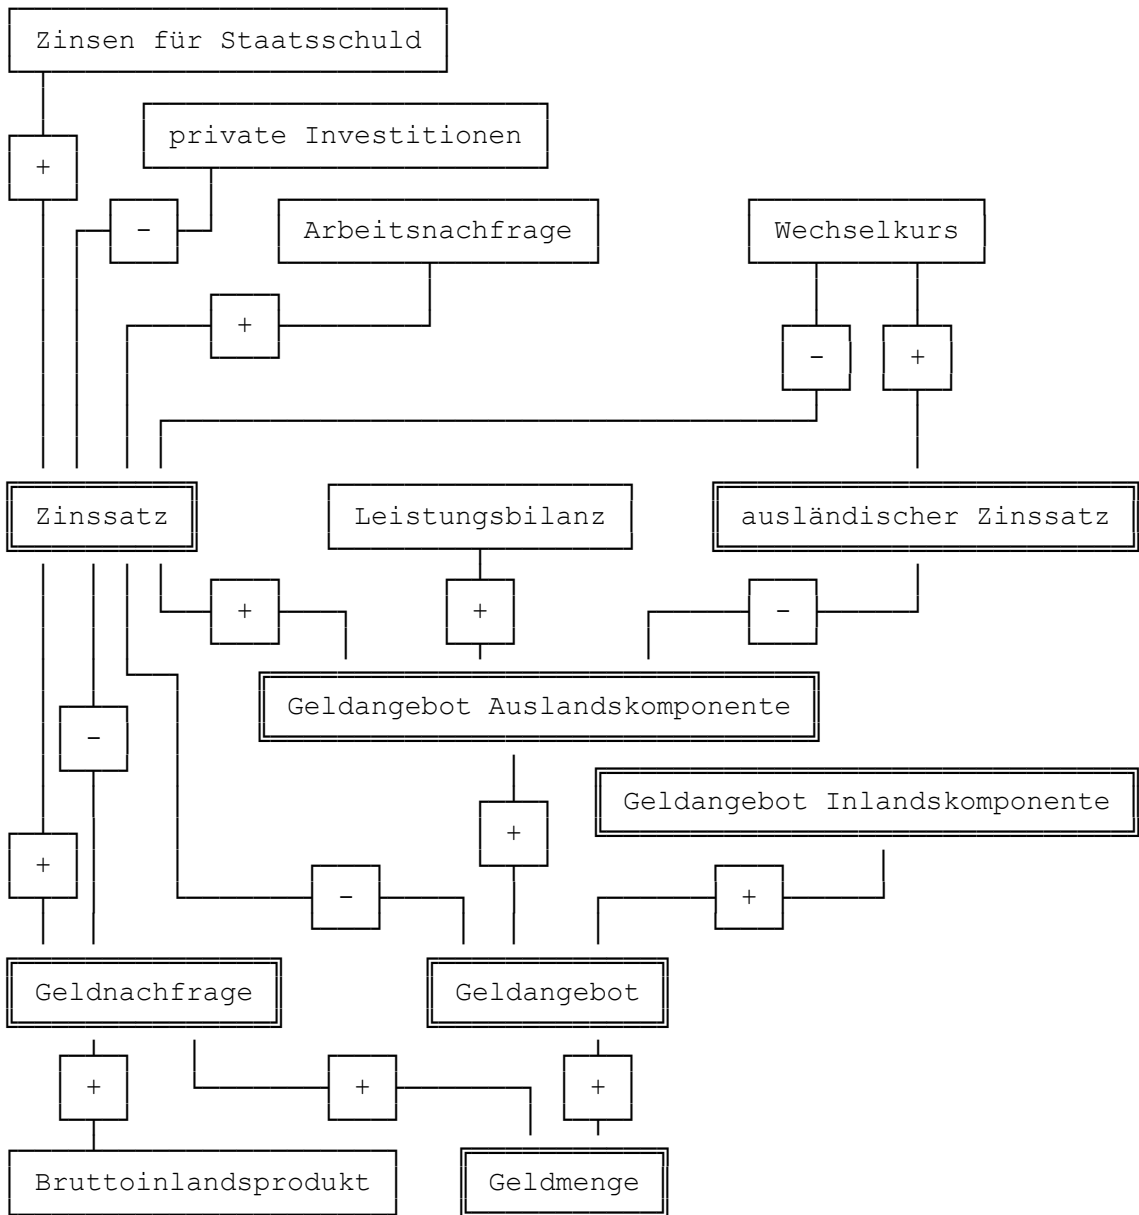 Zinsen für Staatsschuld
private Investitionen
+
- Arbeitsnachfrage Wechselkurs
+
- +
Zinssatz Leistungsbilanz ausländischer Zinssatz
+ + -
Geldangebot Auslandskomponente
-
Geldangebot Inlandskomponente
+
+
- +
Geldnachfrage Geldangebot
+ + +
Bruttoinlandsprodukt Geldmenge